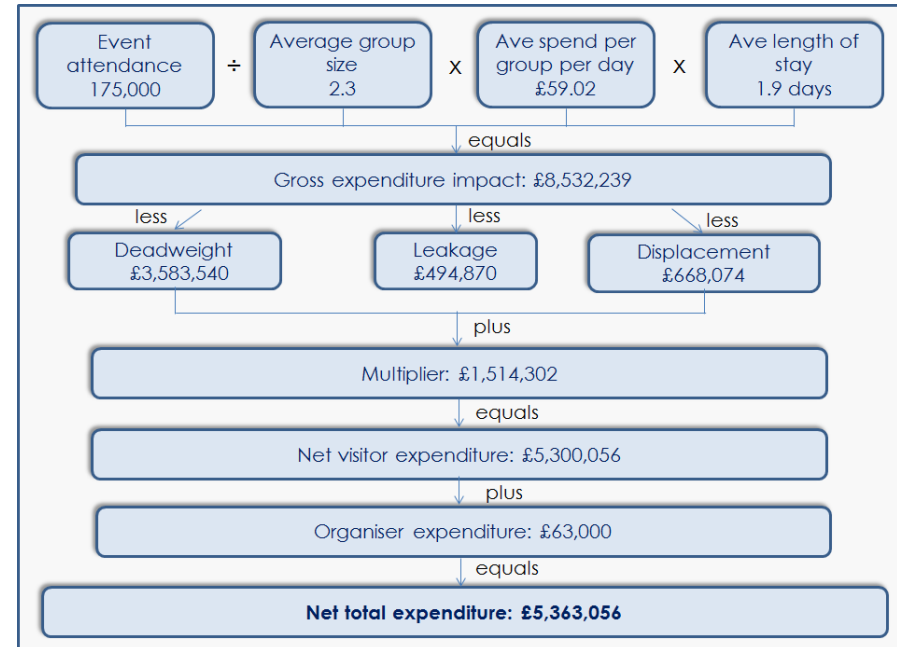 Event
attendance
175,000
÷
Average group
size
2.3
x
Ave spend per
group per day
£59.02
x
Ave length of
stay
1.9 days
equals
Gross expenditure impact: £8,532,239
less
less
less
Deadweight
£3,583,540
Leakage
£494,870
Displacement
£668,074
plus
Multiplier: £1,514,302
equals
Net visitor expenditure: £5,300,056
plus
Organiser expenditure: £63,000
equals
Net total expenditure: £5,363,056